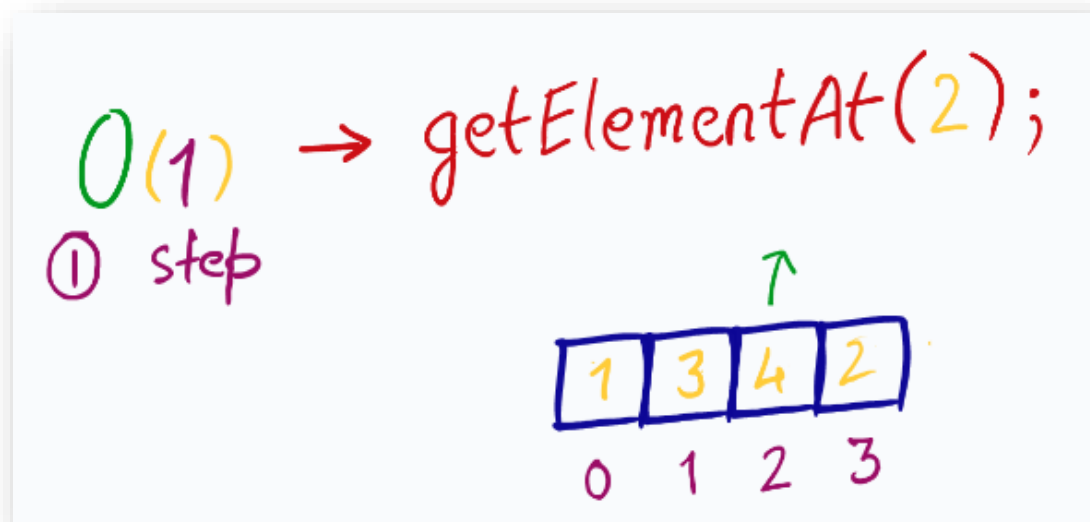 O(1) → getElementAt(2);
① step
↑
1 3 4 2
0 1 2 3